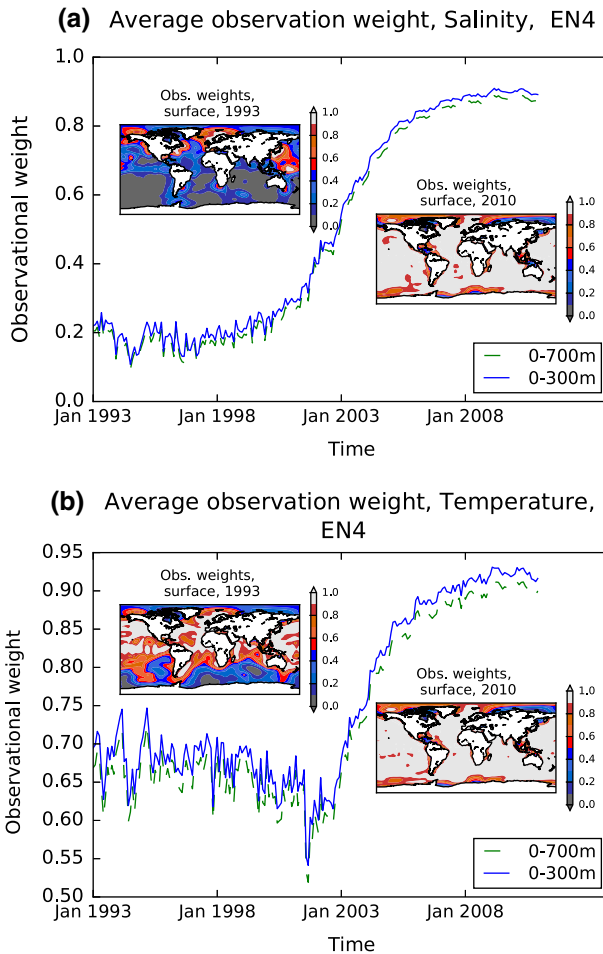 (a) Average observation weight, Salinity, EN4
1.0
0.8
0.6
0.4
0.2
0.0
Observational weight
Obs. weights,
surface, 1993
1.0
0.8
0.6
0.4
0.2
0.0
Obs. weights,
surface, 2010
1.0
0.8
0.6
0.4
0.2
0.0
0-700m
0-300m
Jan 1993
Jan 1998
Jan 2003
Jan 2008
Time
(b) Average observation weight, Temperature,
EN4
0.95
0.90
0.85
0.80
0.75
0.70
0.65
0.60
0.55
0.50
Observational weight
Obs. weights,
surface, 1993
1.0
0.8
0.6
0.4
0.2
0.0
Obs. weights,
surface, 2010
1.0
0.8
0.6
0.4
0.2
0.0
0-700m
0-300m
Jan 1993
Jan 1998
Jan 2003
Jan 2008
Time